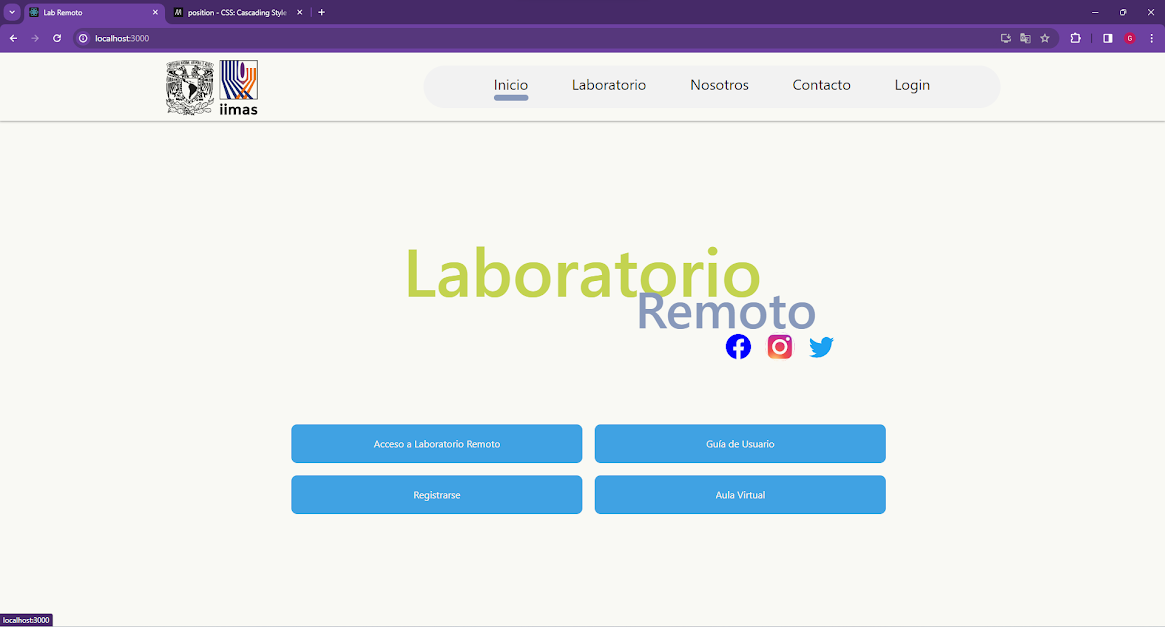 Lab Remoto
position - CSS: Cascading Style
localhost:3000
G
iimas
Inicio Laboratorio Nosotros Contacto Login
Laboratorio
Remoto
Acceso a Laboratorio Remoto Guía de Usuario
Registrarse Aula Virtual
localhost:3000